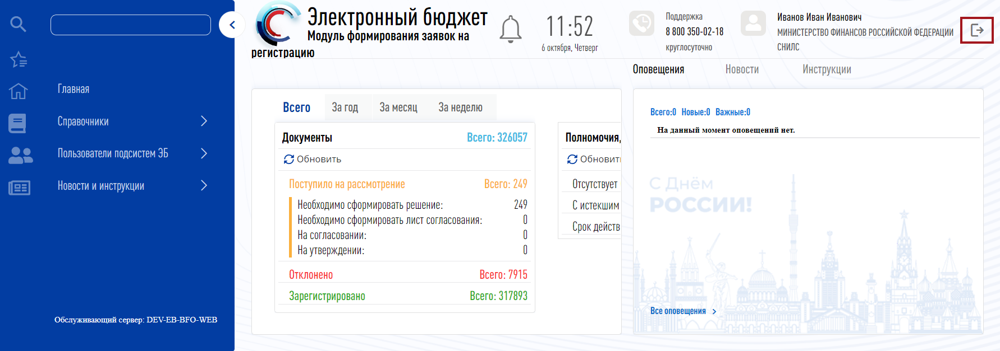 Электронный бюджет
Модуль формирования заявок на
регистрацию
11:52
6 октября, Четверг
Поддержка
8 800 350-02-18
круглосуточно
Иванов Иван Иванович
МИНИСТЕРСТВО ФИНАНСОВ РОССИЙСКОЙ ФЕДЕРАЦИИ
СНИЛС
Главная
Справочники
Пользователи подсистем ЭБ
Новости и инструкции
Обслуживающий сервер: DEV-EB-BFO-WEB
Всего За год За месяц За неделю
Документы Всего: 326057
Обновить
Поступило на рассмотрение Всего: 249
Необходимо сформировать решение: 249
Необходимо сформировать лист согласования: 0
На согласовании: 0
На утверждении: 0
Отклонено Всего: 7915
Зарегистрировано Всего: 317893
Полномочия,
Обновить
Отсутствует
С истекшим
Срок действ
Оповещения Новости Инструкции
Всего:0 Новые:0 Важные:0
На данный момент оповещений нет.
С Днём
РОССИИ!
Все оповещения